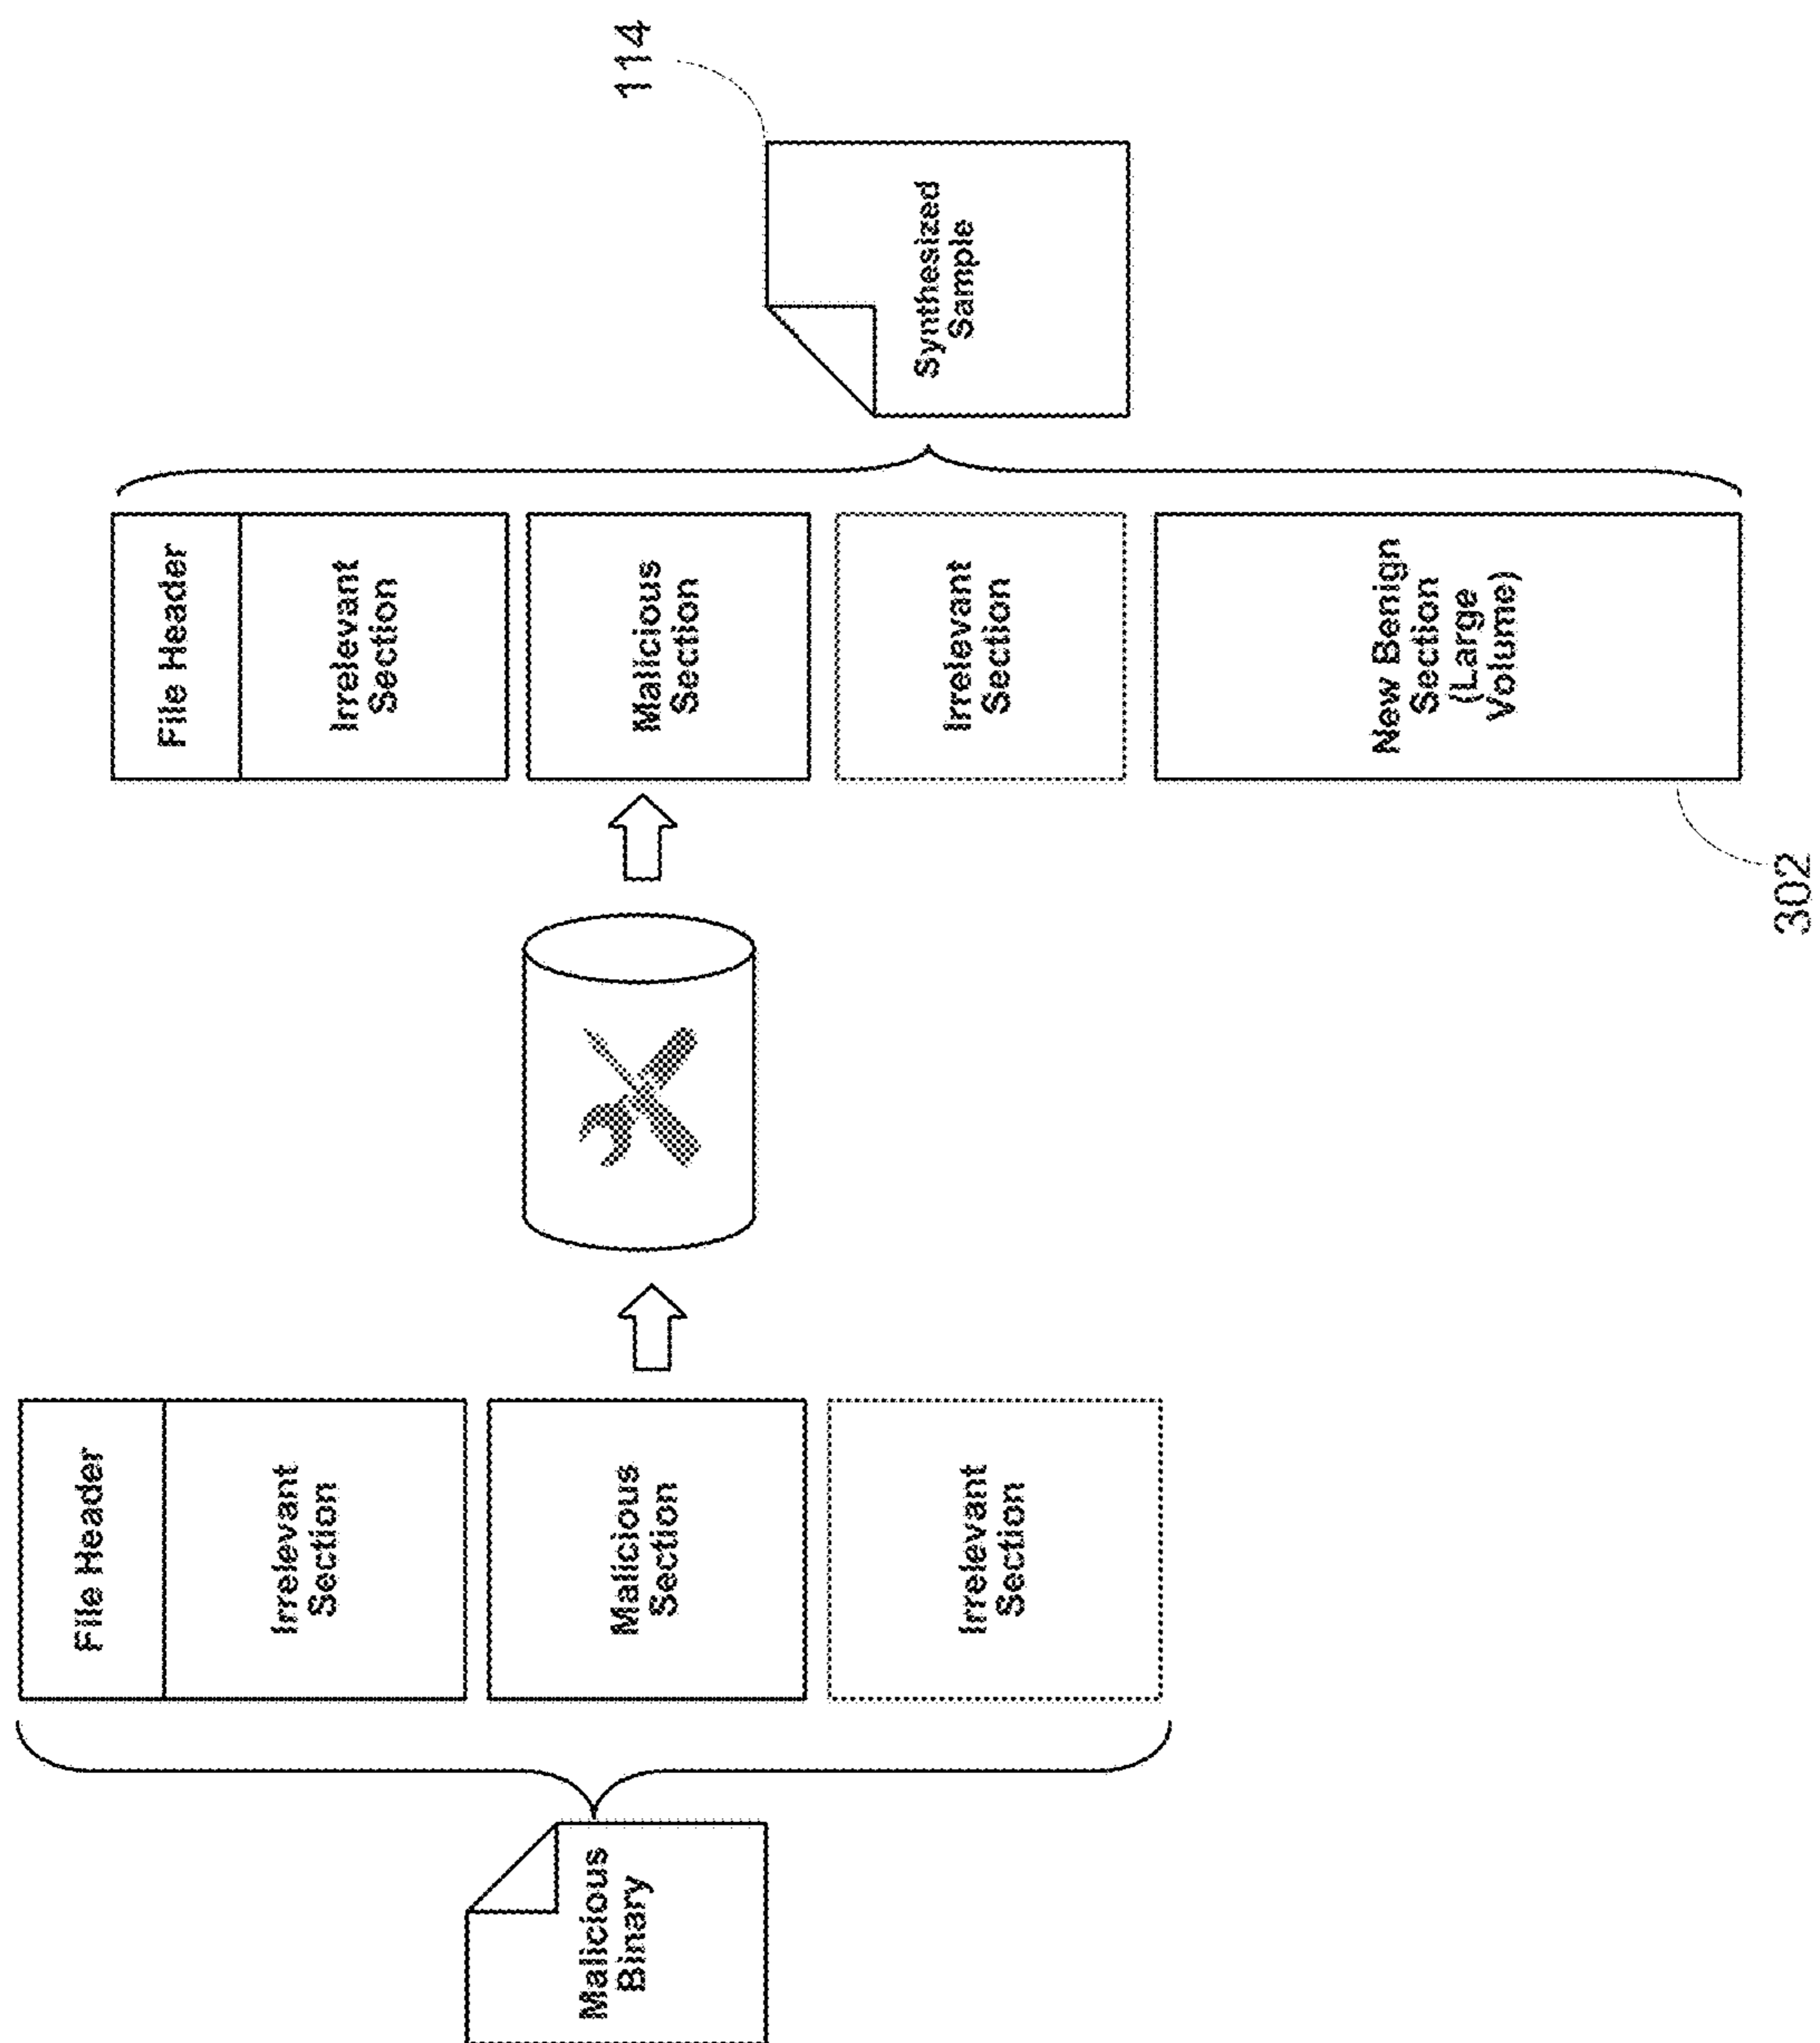 Malicious
Binary
File Header
Irrelevant
Section
Malicious
Section
Irrelevant
Section
File Header
Irrelevant
Section
Malicious
Section
Irrelevant
Section
New Benign
Section
(Large
Volume)
302
Synthesized
Sample
114